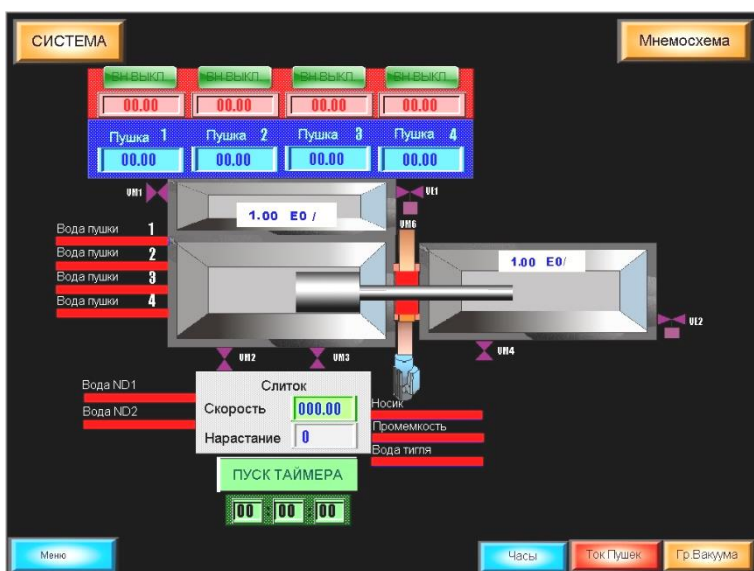 СИСТЕМА
Мнемосхема
ВН.ВЫКЛ ВН.ВЫКЛ ВН.ВЫКЛ ВН.ВЫКЛ
00.00 00.00 00.00 00.00
Пушка 1 Пушка 2 Пушка 3 Пушка 4
00.00 00.00 00.00 00.00
VM1
VE1
1.00 E0 /
VM6
Вода пушки 1
Вода пушки 2
1.00 E0/
Вода пушки 3
Вода пушки 4
VE2
VM2
VM3
VM4
Вода ND1
Слиток
Скорость 000.00
Носик
Вода ND2
Промемкость
Нарастание 0
Вода тигля
ПУСК ТАЙМЕРА
00 : 00 : 00
Меню
Часы
Ток Пушек
Гр.Вакуума